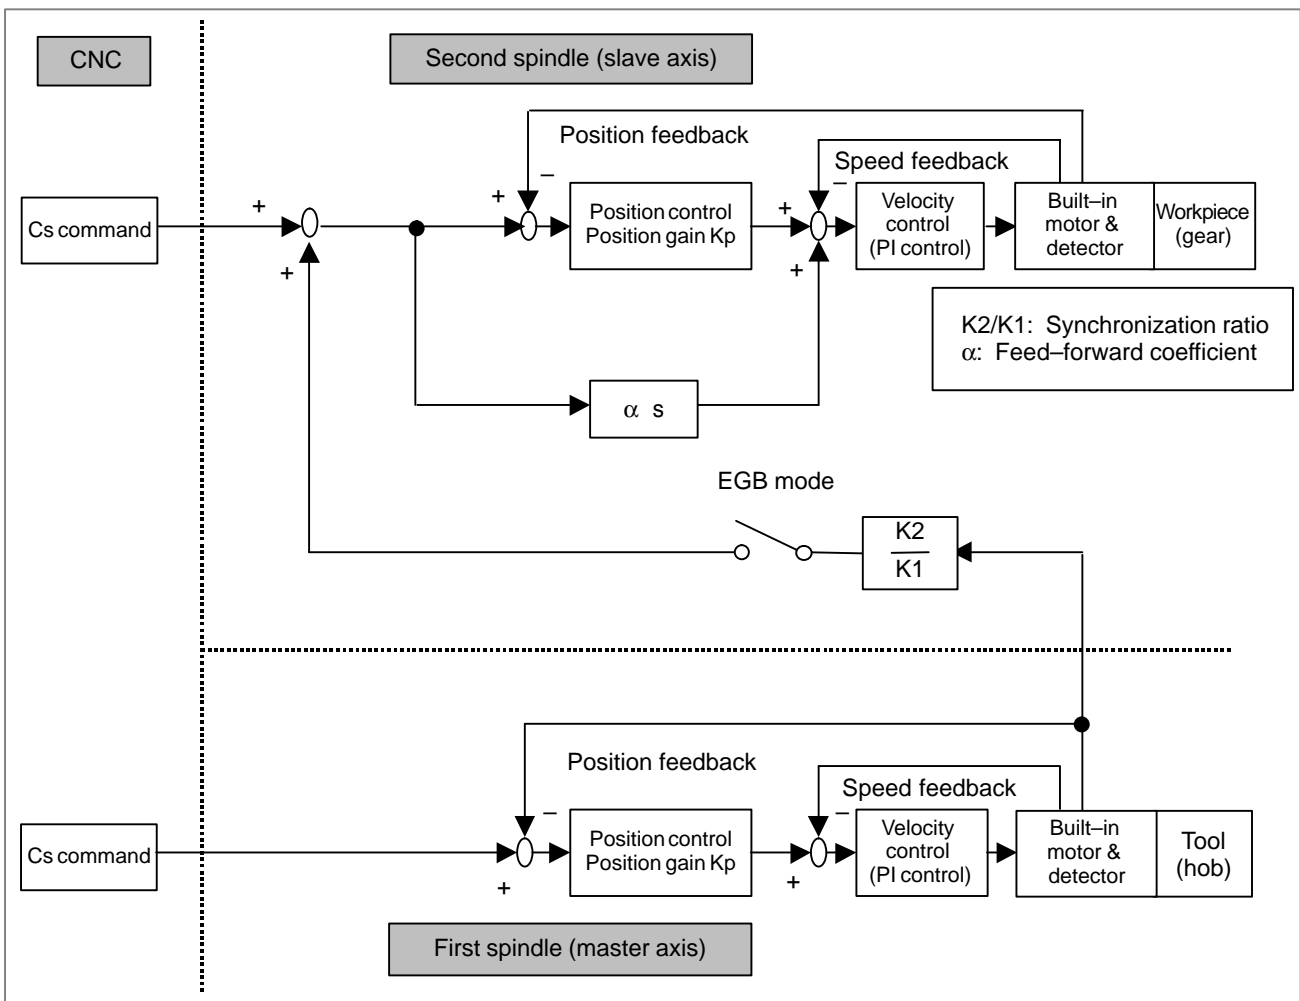 CNC
Second spindle (slave axis)
Position feedback
Speed feedback
–
–
+
+
+
Cs command
Position control
Position gain Kp
Velocity
control
(PI control)
Built–in
motor &
detector
Workpiece
(gear)
+
+
K2/K1: Synchronization ratio
α: Feed–forward coefficient
α s
EGB mode
K2
K1
Position feedback
Speed feedback
–
–
Cs command
Position control
Position gain Kp
Velocity
control
(PI control)
Built–in
motor &
detector
Tool
(hob)
+
+
First spindle (master axis)